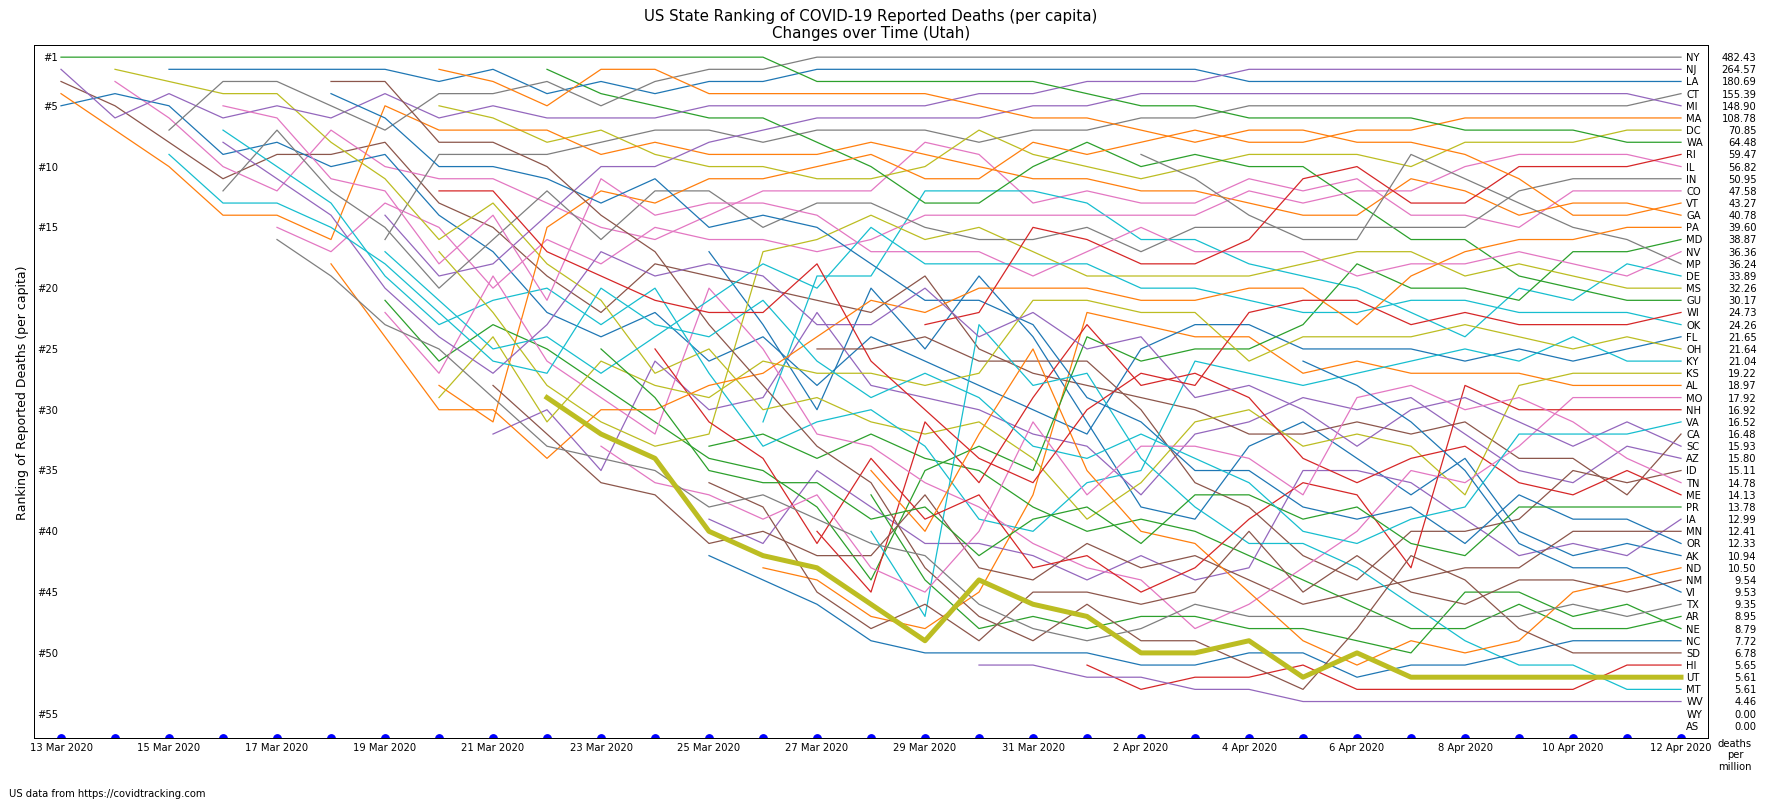 US State Ranking of COVID-19 Reported Deaths (per capita)
Changes over Time (Utah)
Ranking of Reported Deaths (per capita)
#1
#5
#10
#15
#20
#25
#30
#35
#40
#45
#50
#55
NY 482.43
NJ 264.57
LA 180.69
CT 155.39
MI 148.90
MA 108.78
DC 70.85
WA 64.48
RI 59.47
IL 56.82
IN 50.95
CO 47.58
VT 43.27
GA 40.78
PA 39.60
MD 38.87
NV 36.36
MP 36.24
DE 33.89
MS 32.26
GU 30.17
WI 24.73
OK 24.26
FL 21.65
OH 21.64
KY 21.04
KS 19.22
AL 18.97
MO 17.92
NH 16.92
VA 16.52
CA 16.48
SC 15.93
AZ 15.80
ID 15.11
TN 14.78
ME 14.13
PR 13.78
IA 12.99
MN 12.41
OR 12.33
AK 10.94
ND 10.50
NM 9.54
VI 9.53
TX 9.35
AR 8.95
NE 8.79
NC 7.72
SD 6.78
HI 5.65
UT 5.61
MT 5.61
WV 4.46
WY 0.00
AS 0.00
13 Mar 2020 15 Mar 2020 17 Mar 2020 19 Mar 2020 21 Mar 2020 23 Mar 2020 25 Mar 2020 27 Mar 2020 29 Mar 2020 31 Mar 2020 2 Apr 2020 4 Apr 2020 6 Apr 2020 8 Apr 2020 10 Apr 2020 12 Apr 2020
deaths
per
million
US data from https://covidtracking.com